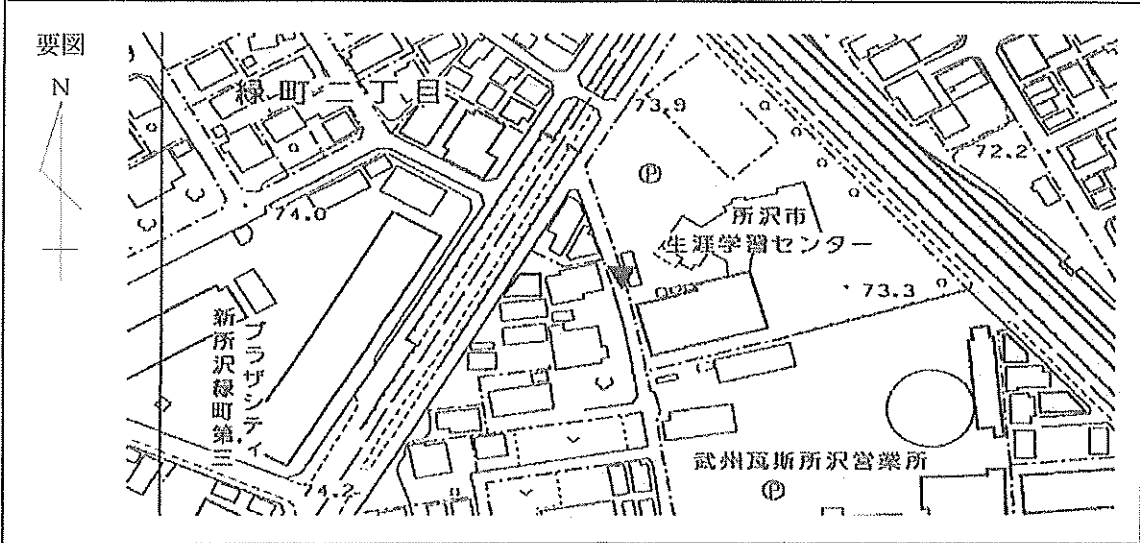 要図
N
緑町二丁目
73.9
72.2
Ⓟ
74.0
所沢市
生涯学習センター
73.3
プラザシティ
新所沢緑町第三
武州瓦斯所沢営業所
74.2
Ⓟ